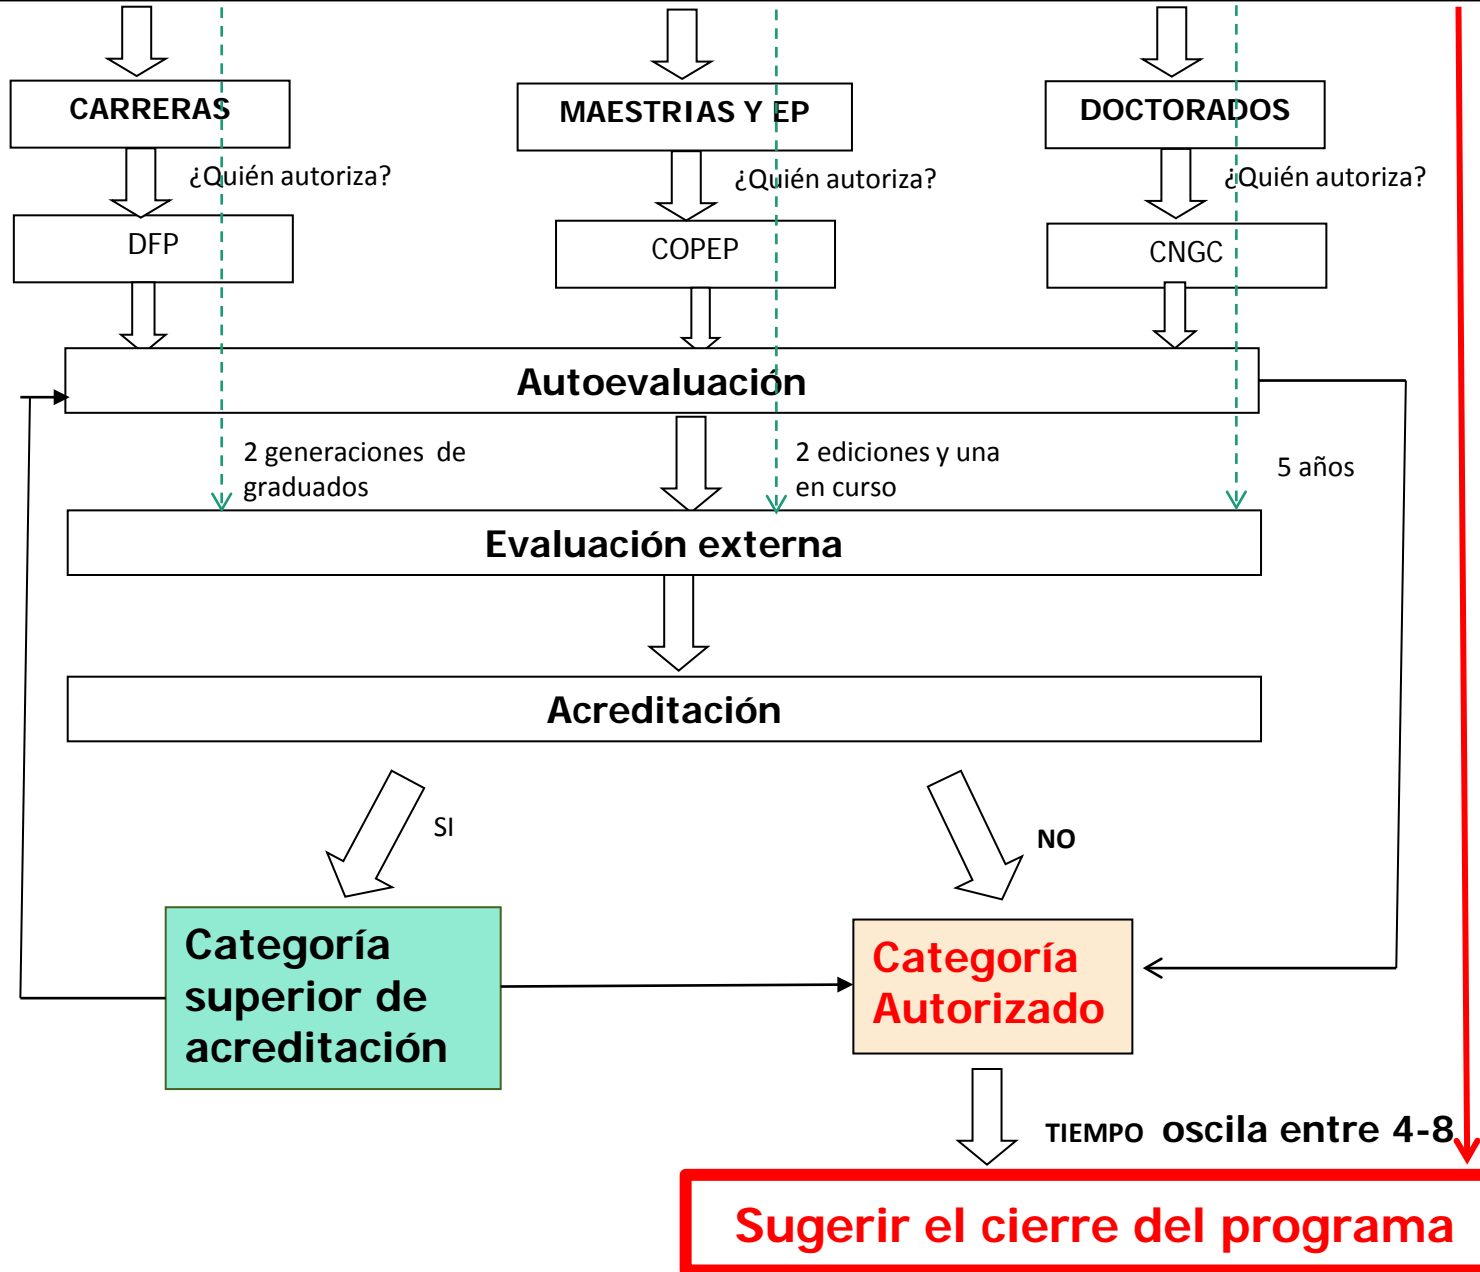 CARRERAS
MAESTRIAS Y EP
DOCTORADOS
¿Quién autoriza?
¿Quién autoriza?
¿Quién autoriza?
DFP
COPEP
CNGC
Autoevaluación
2 generaciones de
graduados
2 ediciones y una
en curso
5 años
Evaluación externa
Acreditación
SI
NO
Categoría
superior de
acreditación
Categoría
Autorizado
TIEMPO oscila entre 4-8
Sugerir el cierre del programa